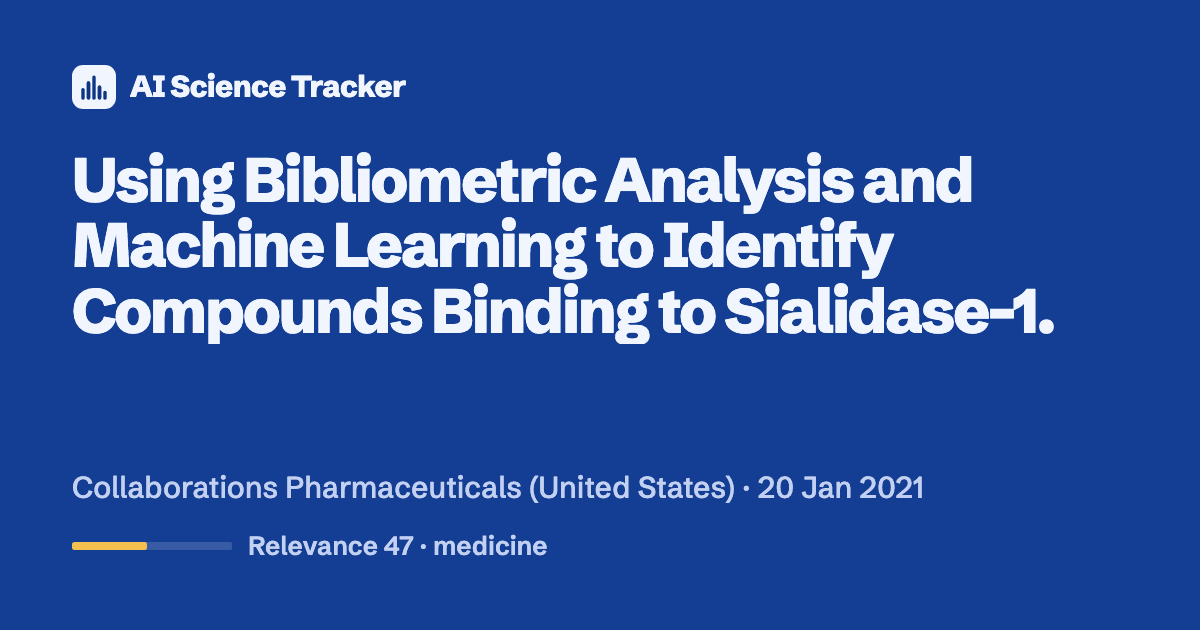 AI Science Tracker
Using Bibliometric Analysis and
Machine Learning to Identify
Compounds Binding to Sialidase-1.
Collaborations Pharmaceuticals (United States) · 20 Jan 2021
Relevance 47 · medicine